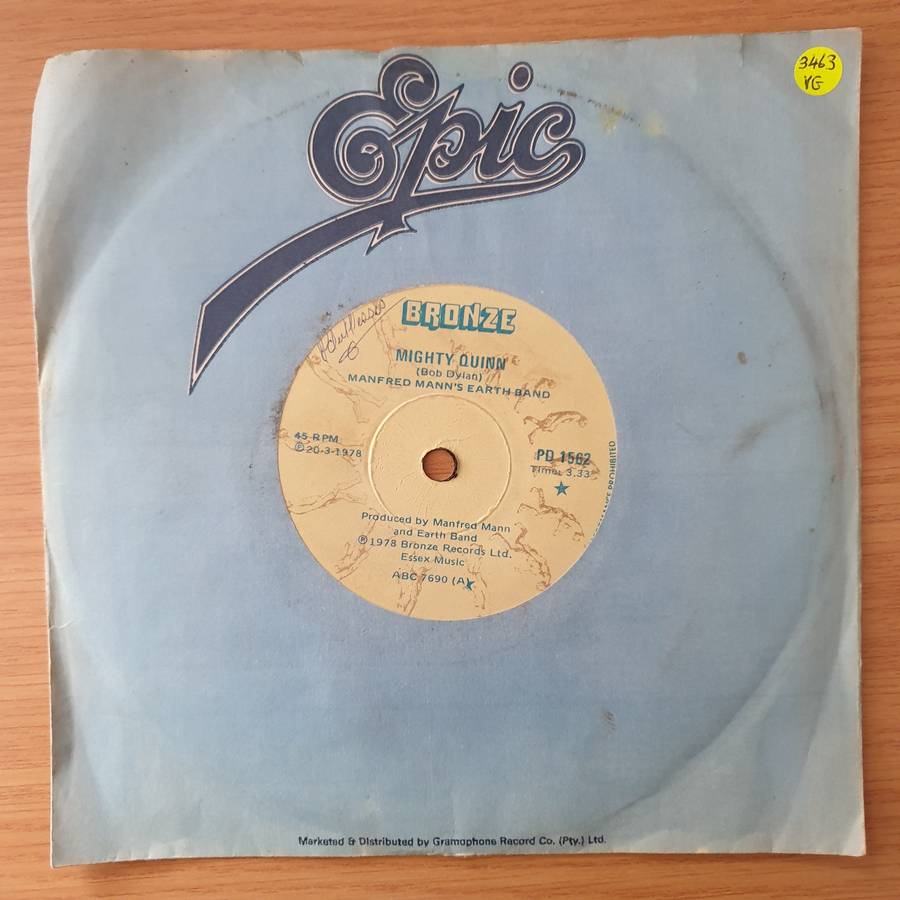 Epic
3463
VG
BRONZE
MIGHTY QUINN
(Bob Dylan)
MANFRED MANN'S EARTH BAND
45 RPM
℗20-3-1978
PD 1562
Time: 3.33
PROHIBITED
Produced by Manfred Mann
and Earth Band
℗1978 Bronze Records Ltd.
Essex Music
ABC 7690 (A)
Marketed & Distributed by Gramophone Record Co. (Pty.) Ltd.